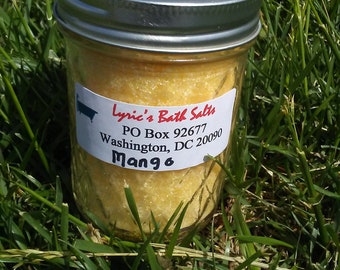 Lyric's Bath Salts
PO Box 92677
Washington, DC 20090
Mango